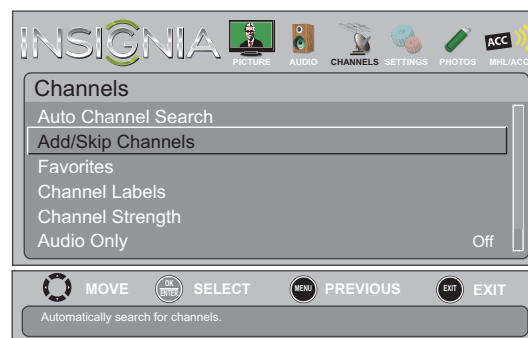 INSIGNIA
PICTURE AUDIO CHANNELS SETTINGS PHOTOS MHL/ACC
ACC
Channels
Auto Channel Search
Add/Skip Channels
Favorites
Channel Labels
Channel Strength
Audio Only Off
MOVE OK ENTER SELECT MENU PREVIOUS EXIT EXIT
Automatically search for channels.